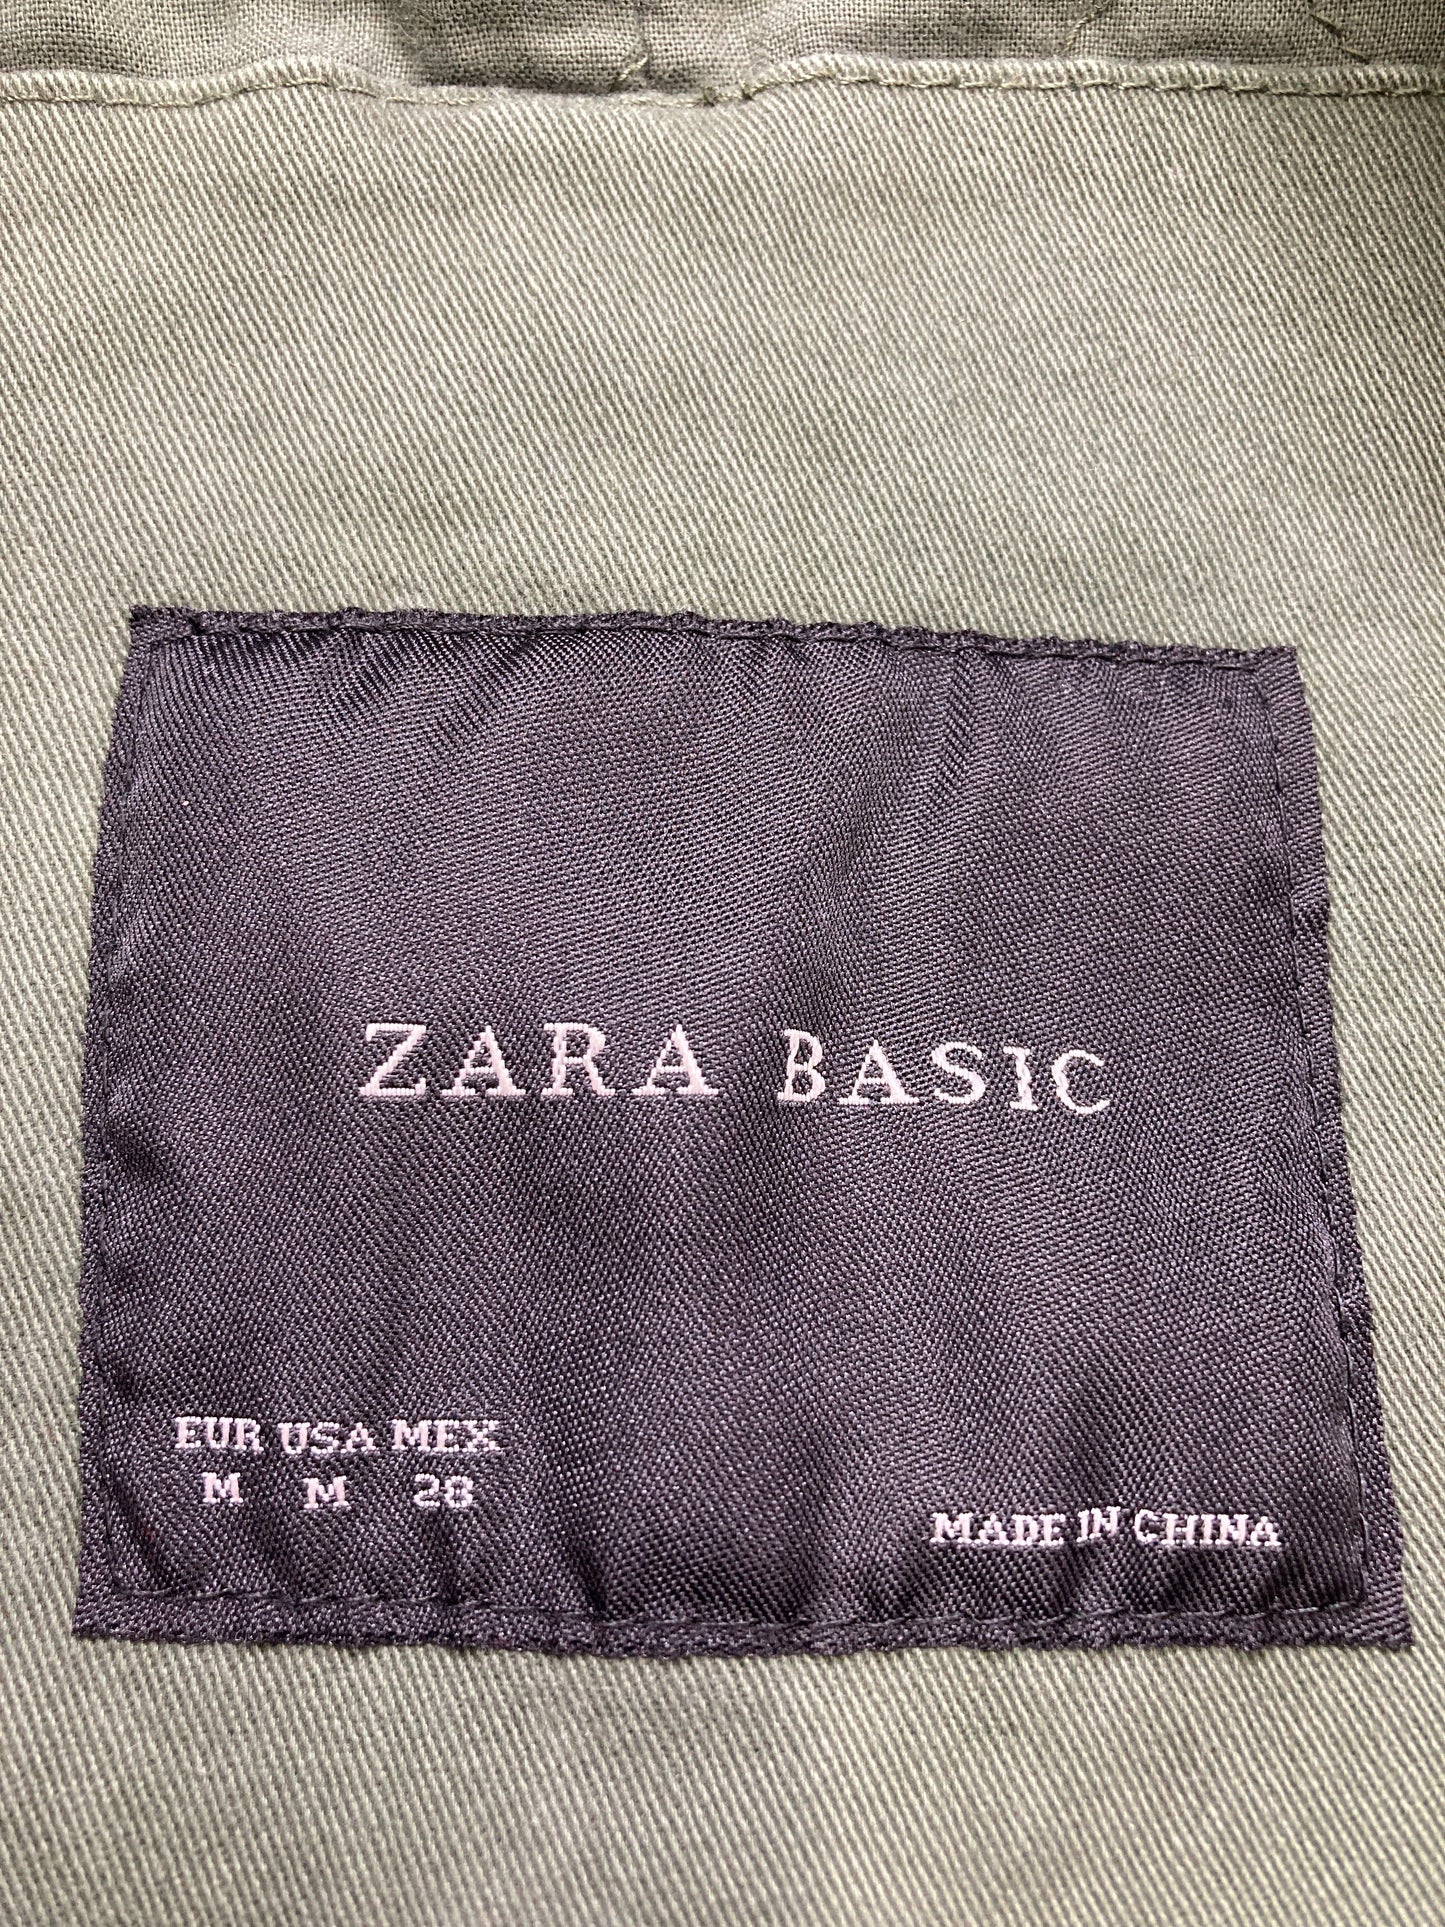 ZARA BASIC
EUR USA MEX
M M 28
MADE IN CHINA